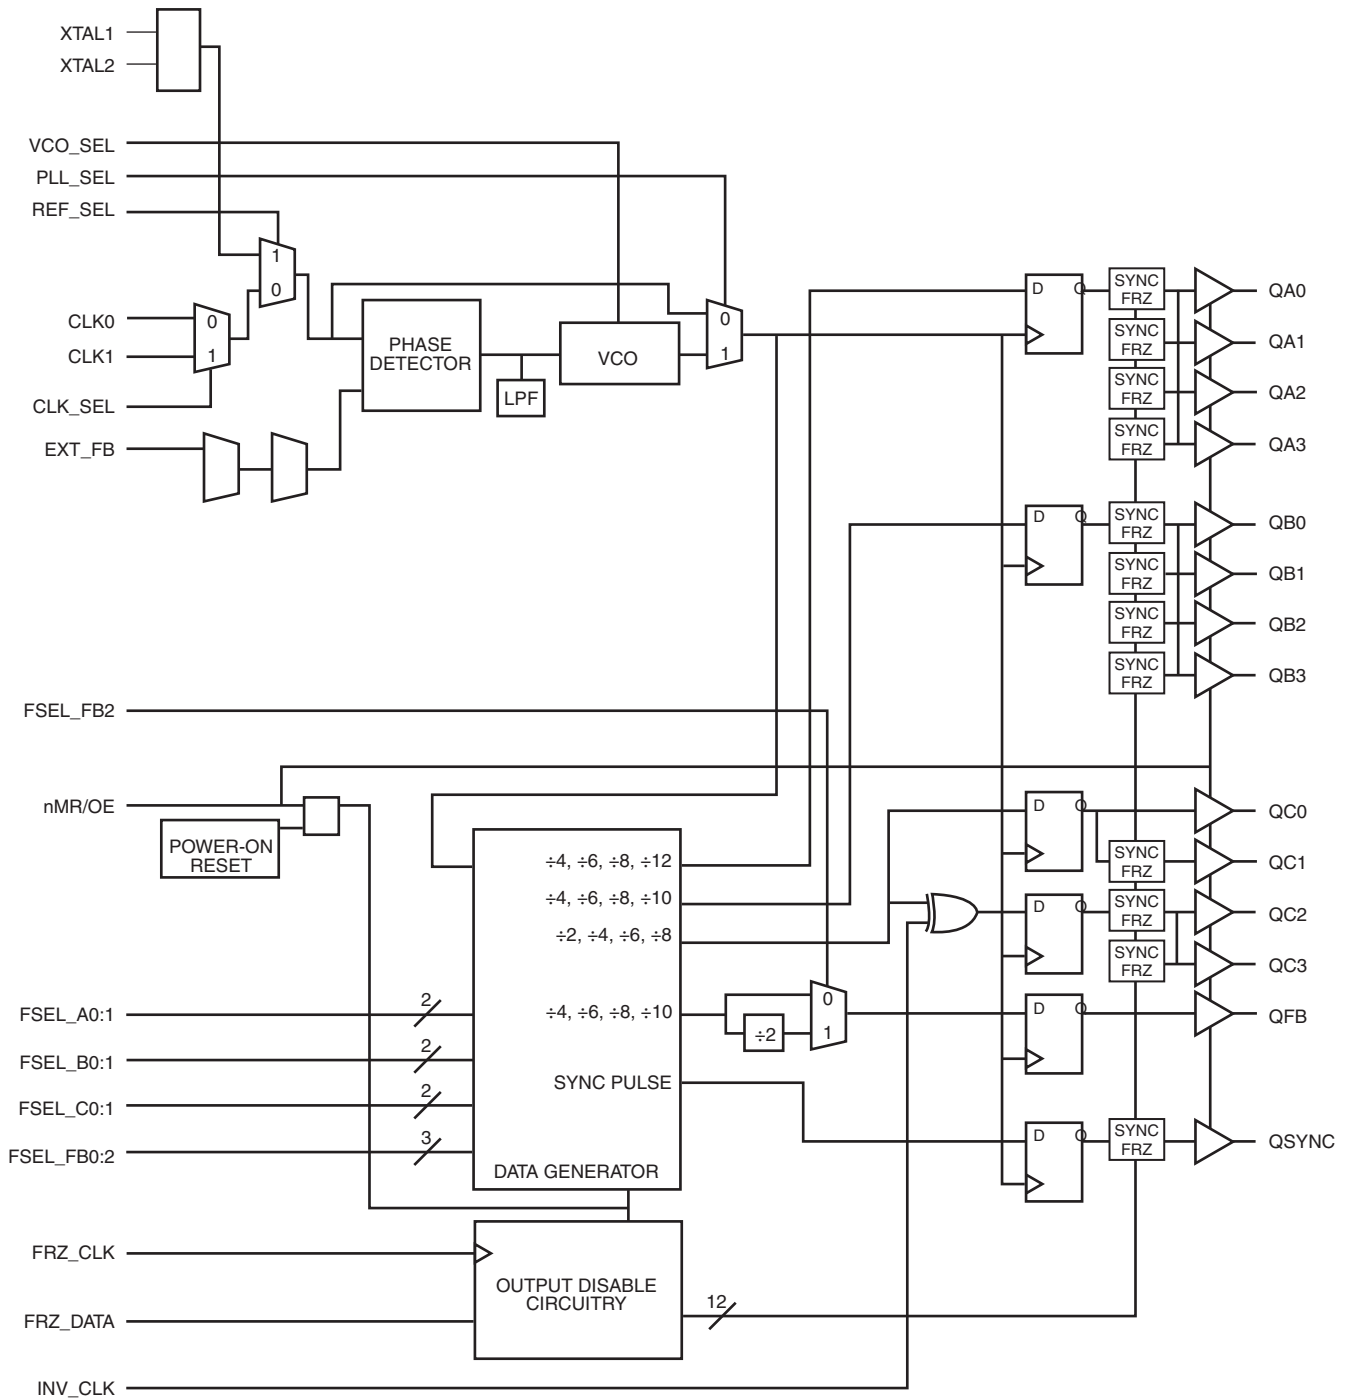 XTAL1
XTAL2
VCO_SEL
PLL_SEL
REF_SEL
1
0
CLK0
CLK1
0
1
CLK_SEL
EXT_FB
PHASE
DETECTOR
LPF
VCO
0
1
D Q
SYNC
FRZ
QA0
SYNC
FRZ
QA1
SYNC
FRZ
QA2
SYNC
FRZ
QA3
D Q
SYNC
FRZ
QB0
SYNC
FRZ
QB1
SYNC
FRZ
QB2
SYNC
FRZ
QB3
FSEL_FB2
nMR/OE
POWER-ON
RESET
÷4, ÷6, ÷8, ÷12
÷4, ÷6, ÷8, ÷10
÷2, ÷4, ÷6, ÷8
÷4, ÷6, ÷8, ÷10
SYNC PULSE
DATA GENERATOR
÷2
0
1
D Q
QC0
SYNC
FRZ
QC1
D Q
SYNC
FRZ
QC2
SYNC
FRZ
QC3
D Q
QFB
D Q
SYNC
FRZ
QSYNC
FSEL_A0:1
2
FSEL_B0:1
2
FSEL_C0:1
2
FSEL_FB0:2
3
FRZ_CLK
FRZ_DATA
OUTPUT DISABLE
CIRCUITRY
12
INV_CLK